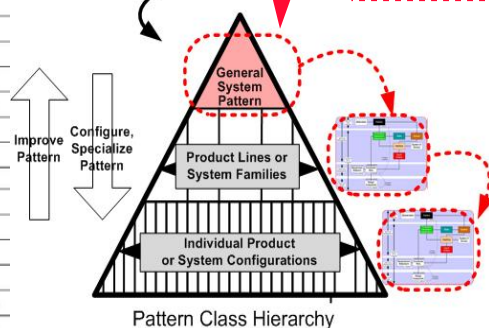 General
System
Pattern
Improve
Pattern
Configure,
Specialize
Pattern
Product Lines or
System Families
Individual Product
or System Configurations
Pattern Class Hierarchy